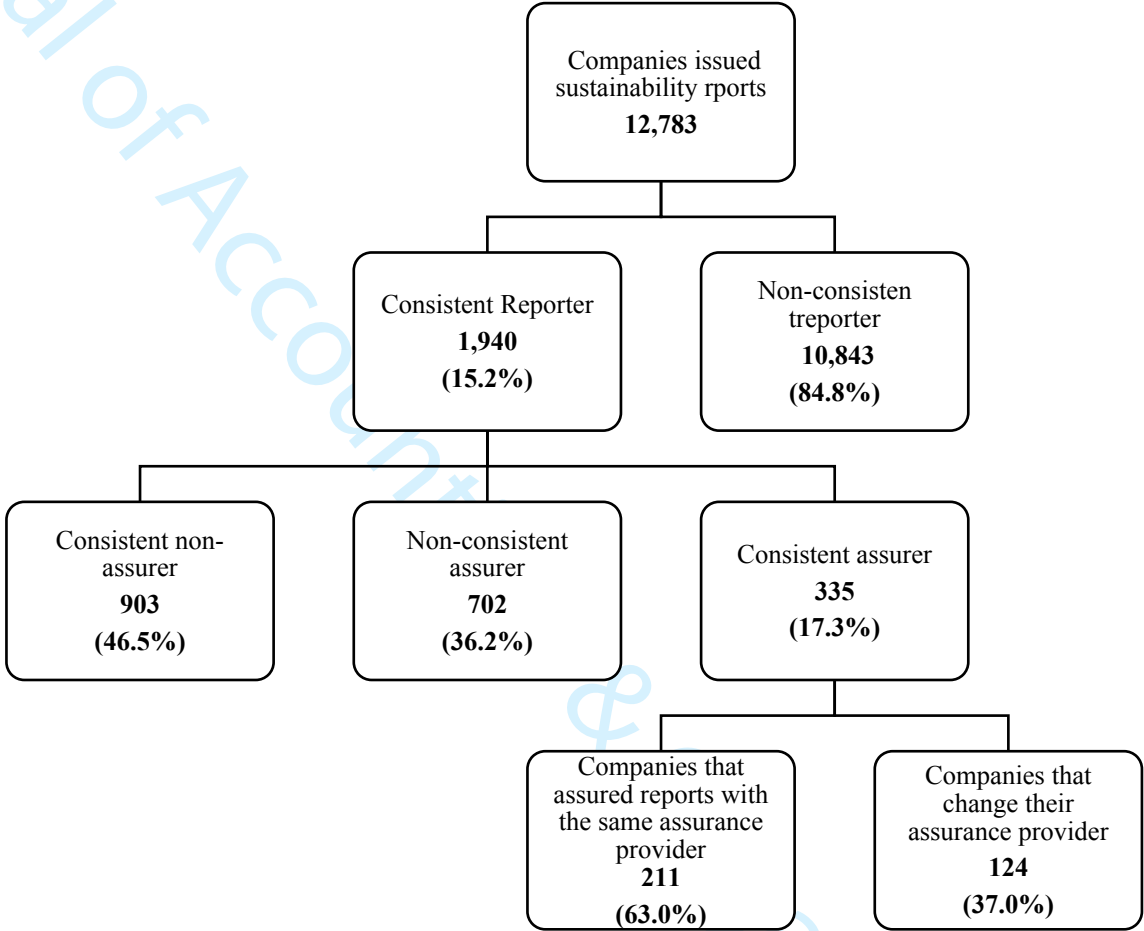 al of Account
& 
Companies issued
sustainability rports
12,783
Consistent Reporter
1,940
(15.2%)
Non-consisten
treporter
10,843
(84.8%)
Consistent non-
assurer
903
(46.5%)
Non-consistent
assurer
702
(36.2%)
Consistent assurer
335
(17.3%)
Companies that
assured reports with
the same assurance
provider
211
(63.0%)
Companies that
change their
assurance provider
124
(37.0%)